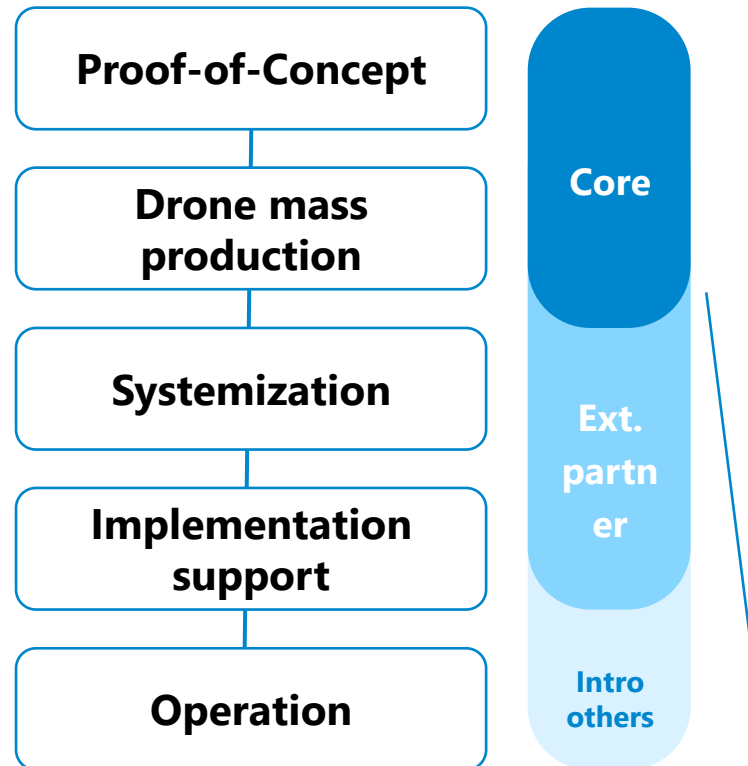 Proof-of-Concept
Drone mass
production
Systemization
Implementation
support
Operation
Core
Ext.
partn
er
Intro
others